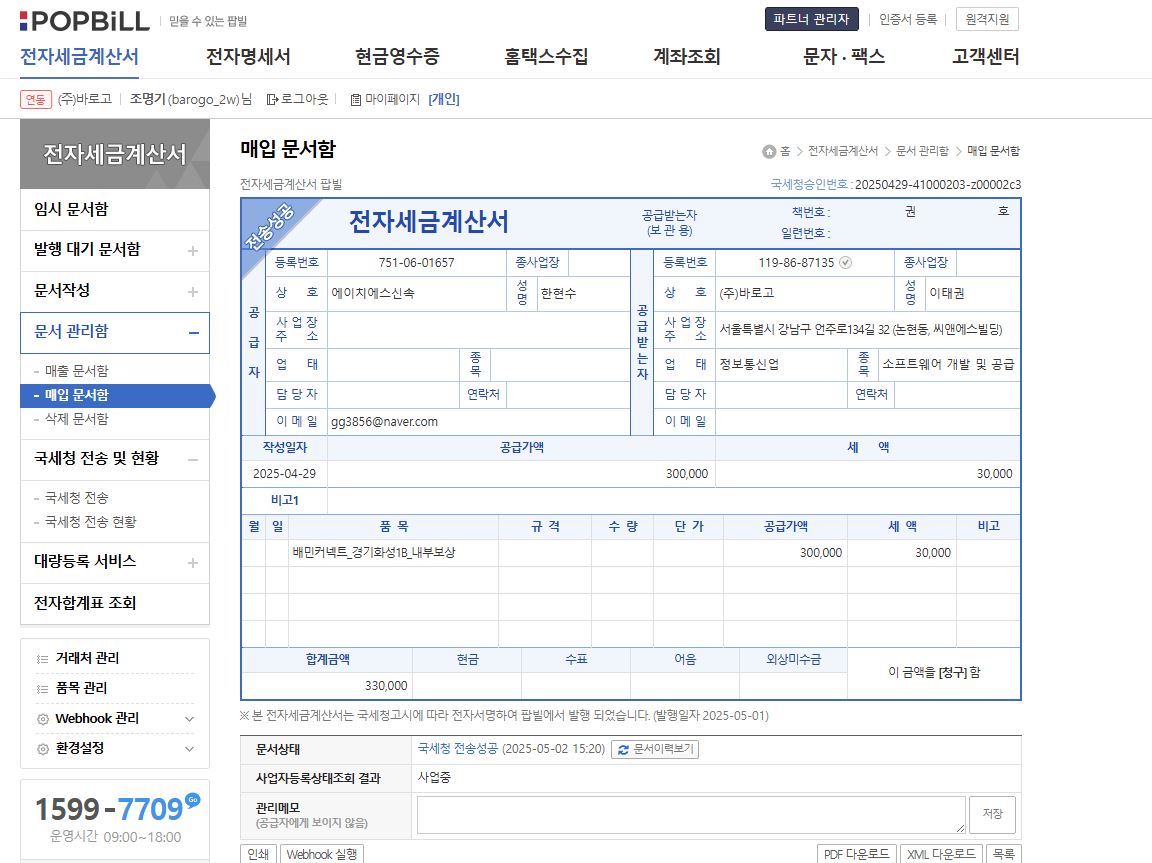 POPBiLL 믿을 수 있는 팝빌 파트너 관리자 인증서 등록 원격지원
전자세금계산서 전자명세서 현금영수증 홈택스수집 계좌조회 문자 · 팩스 고객센터
연동 (주)바로고 조명기 (barogo_2w) 님 로그아웃 마이페이지 [개인]
전자세금계산서
임시 문서함
발행 대기 문서함
문서작성
문서 관리함
- 매출 문서함
- 매입 문서함
- 삭제 문서함
국세청 전송 및 현황
- 국세청 전송
- 국세청 전송 현황
대량등록 서비스
전자합계표 조회
거래처 관리
품목 관리
Webhook 관리
환경설정
1599-7709 Go
운영시간 09:00~18:00
매입 문서함 홈 > 전자세금계산서 > 문서 관리함 > 매입 문서함
전자세금계산서 팝빌 국세청승인번호 : 20250429-41000203-z00002c3
전송성공 전자세금계산서 공급받는자 (보 관 용) 책번호 : 권 호
일련번호 :
공급자 등록번호 751-06-01657 종사업장 공급받는자 등록번호 119-86-87135 종사업장
상 호 에이치에스신속 성명 한현수 상 호 (주)바로고 성명 이태권
사업장 주소 사업장 주소 서울특별시 강남구 언주로134길 32 (논현동, 씨앤에스빌딩)
업 태 종목 업 태 정보통신업 종목 소프트웨어 개발 및 공급
담 당 자 연락처 담 당 자 연락처
이 메 일 gg3856@naver.com 이 메 일
작성일자 공급가액 세 액
2025-04-29 300,000 30,000
비고1
월 일 품 목 규 격 수 량 단 가 공급가액 세 액 비고
배민커넥트_경기화성1B_내부보상 300,000 30,000
합계금액 현금 수표 어음 외상미수금 이 금액을 [청구] 함
330,000
※ 본 전자세금계산서는 국세청고시에 따라 전자서명하여 팝빌에서 발행 되었습니다. (발행일자 2025-05-01)
문서상태 국세청 전송성공 (2025-05-02 15:20) 문서이력보기
사업자등록상태조회 결과 사업중
관리메모 저장
(공급자에게 보이지 않음)
인쇄 Webhook 실행 PDF 다운로드 XML 다운로드 목록